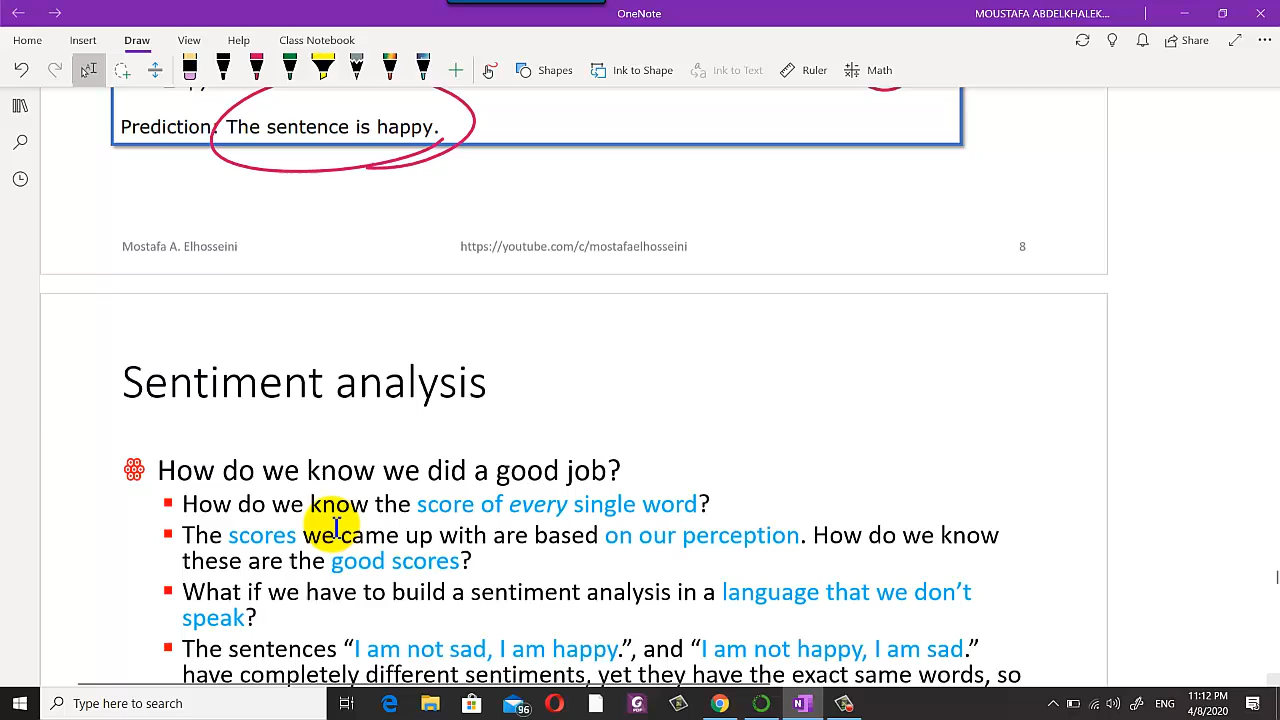 OneNote
MOUSTAFA ABDELKHALEK...
Home Insert Draw View Help Class Notebook
Share
Shapes Ink to Shape Ink to Text Ruler Math
Prediction: The sentence is happy.
Mostafa A. Elhosseini https://youtube.com/c/mostafaelhosseini 8
Sentiment analysis
How do we know we did a good job?
How do we know the score of every single word?
The scores we came up with are based on our perception. How do we know
these are the good scores?
What if we have to build a sentiment analysis in a language that we don’t
speak?
The sentences “I am not sad, I am happy.”, and “I am not happy, I am sad.”
have completely different sentiments, yet they have the exact same words, so
Type here to search
96
ENG
11:12 PM
4/8/2020